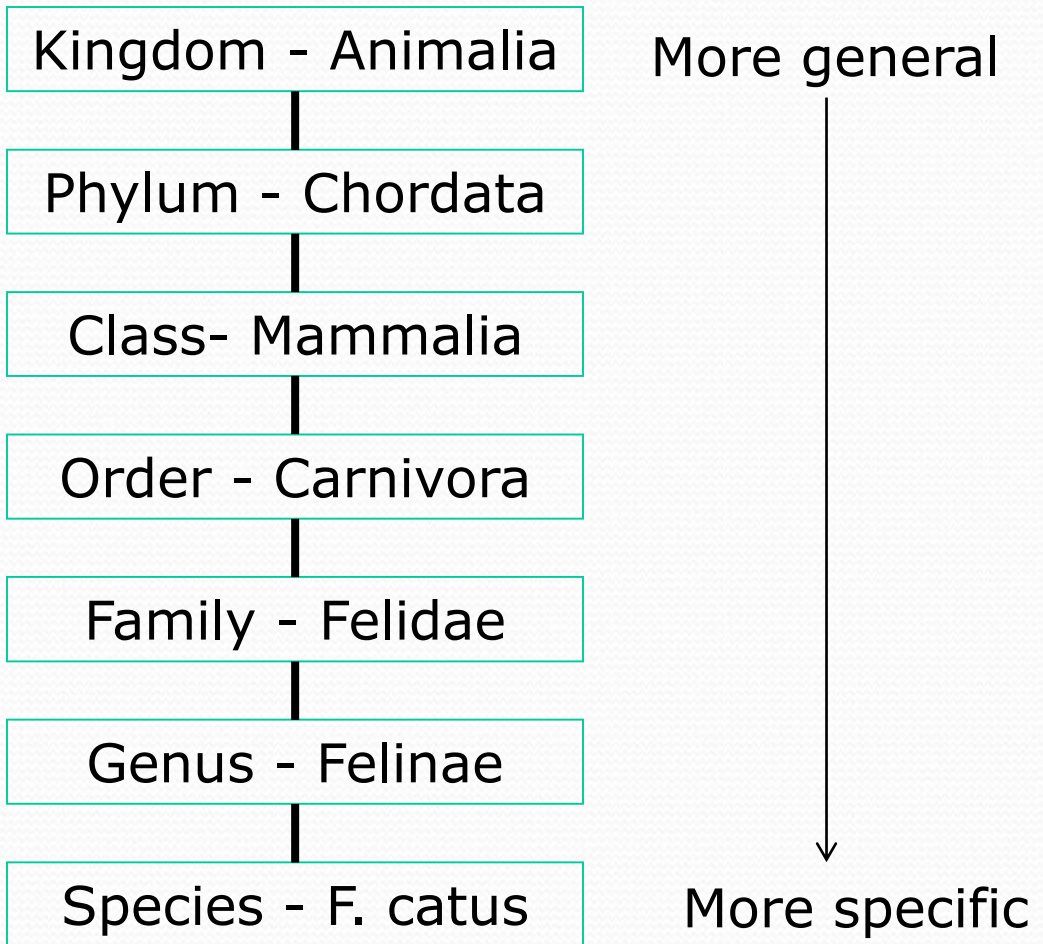 Kingdom - Animalia
More general
Phylum - Chordata
Class- Mammalia
Order - Carnivora
Family - Felidae
Genus - Felinae
Species - F. catus
More specific